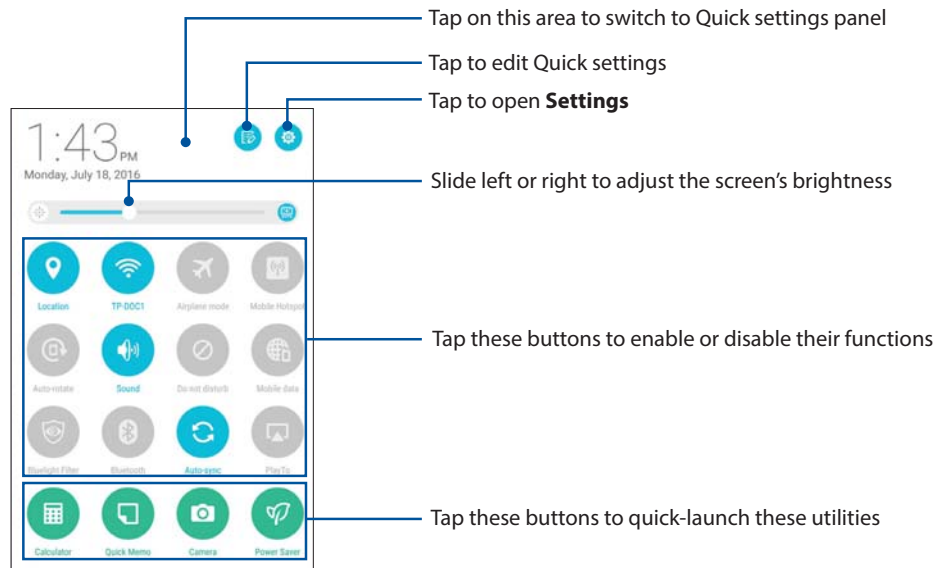 Tap on this area to switch to Quick settings panel
Tap to edit Quick settings
Tap to open Settings
1:43 PM
Monday, July 18, 2016
Slide left or right to adjust the screen's brightness
Location TP-DOC1 Airplane mode Mobile Hotspot
Tap these buttons to enable or disable their functions
Auto-rotate Sound Do not disturb Mobile data
Bluelight Filter Bluetooth Auto-sync PlayTo
Tap these buttons to quick-launch these utilities
Calculator Quick Memo Camera Power Saver